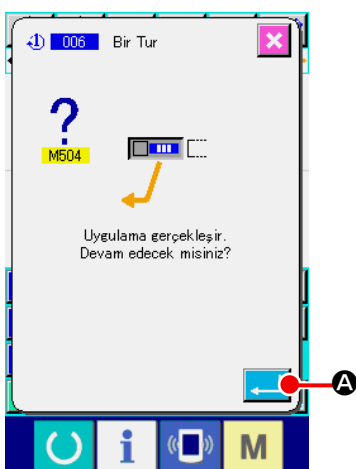 006 Bir Tur
M504
Uygulama gerçekleşir.
Devam edecek misiniz?
A
i
M